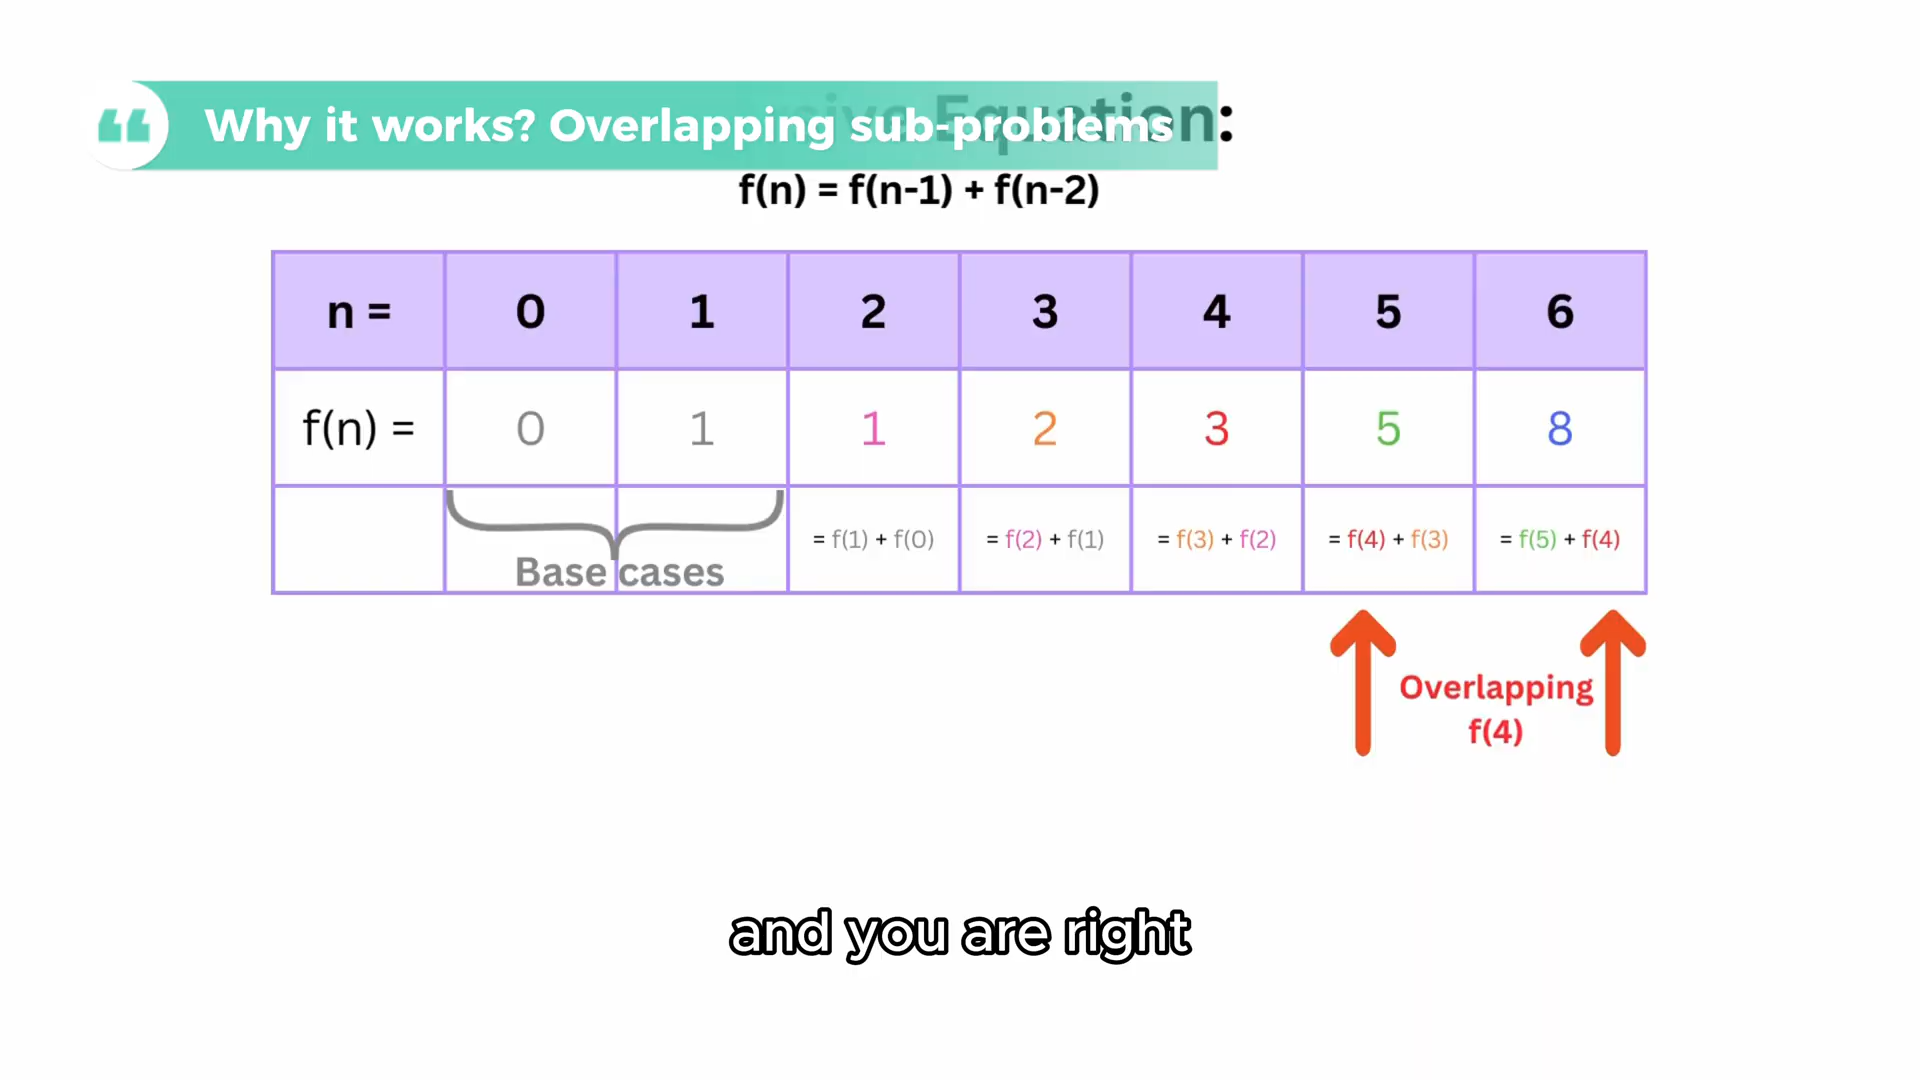 Why it works? Overlapping sub-problems
Equation:
f(n) = f(n-1) + f(n-2)
n = 0 1 2 3 4 5 6
f(n) = 0 1 1 2 3 5 8
= f(1) + f(0) = f(2) + f(1) = f(3) + f(2) = f(4) + f(3) = f(5) + f(4)
Base cases
Overlapping
f(4)
and you are right